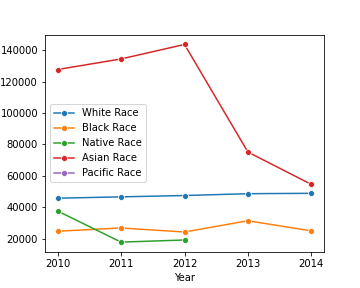 140000
120000
100000
80000
60000
40000
20000
White Race
Black Race
Native Race
Asian Race
Pacific Race
2010 2011 2012 2013 2014
Year